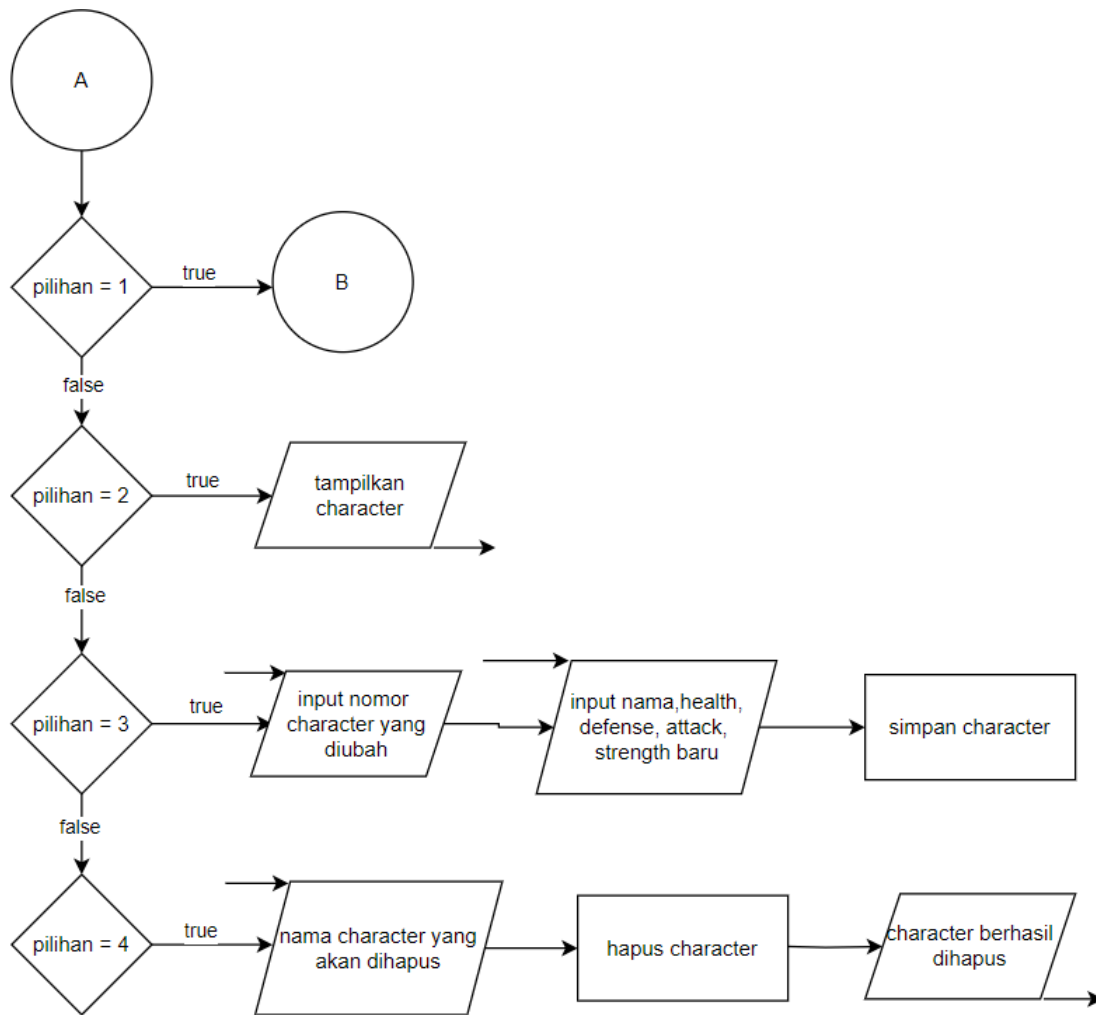 A
pilihan = 1
true
B
false
pilihan = 2
true
tampilkan
character
false
pilihan = 3
true
input nomor
character yang
diubah
input nama,health,
defense, attack,
strength baru
simpan character
false
pilihan = 4
true
nama character yang
akan dihapus
hapus character
character berhasil
dihapus